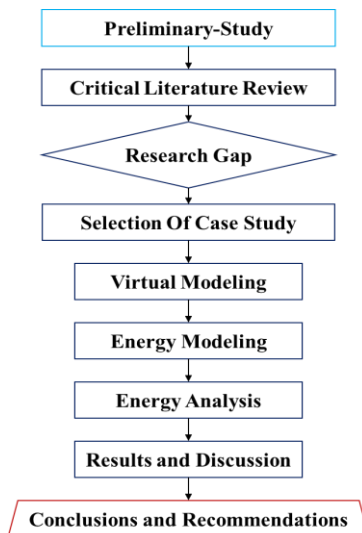 Preliminary-Study
Critical Literature Review
Research Gap
Selection Of Case Study
Virtual Modeling
Energy Modeling
Energy Analysis
Results and Discussion
Conclusions and Recommendations